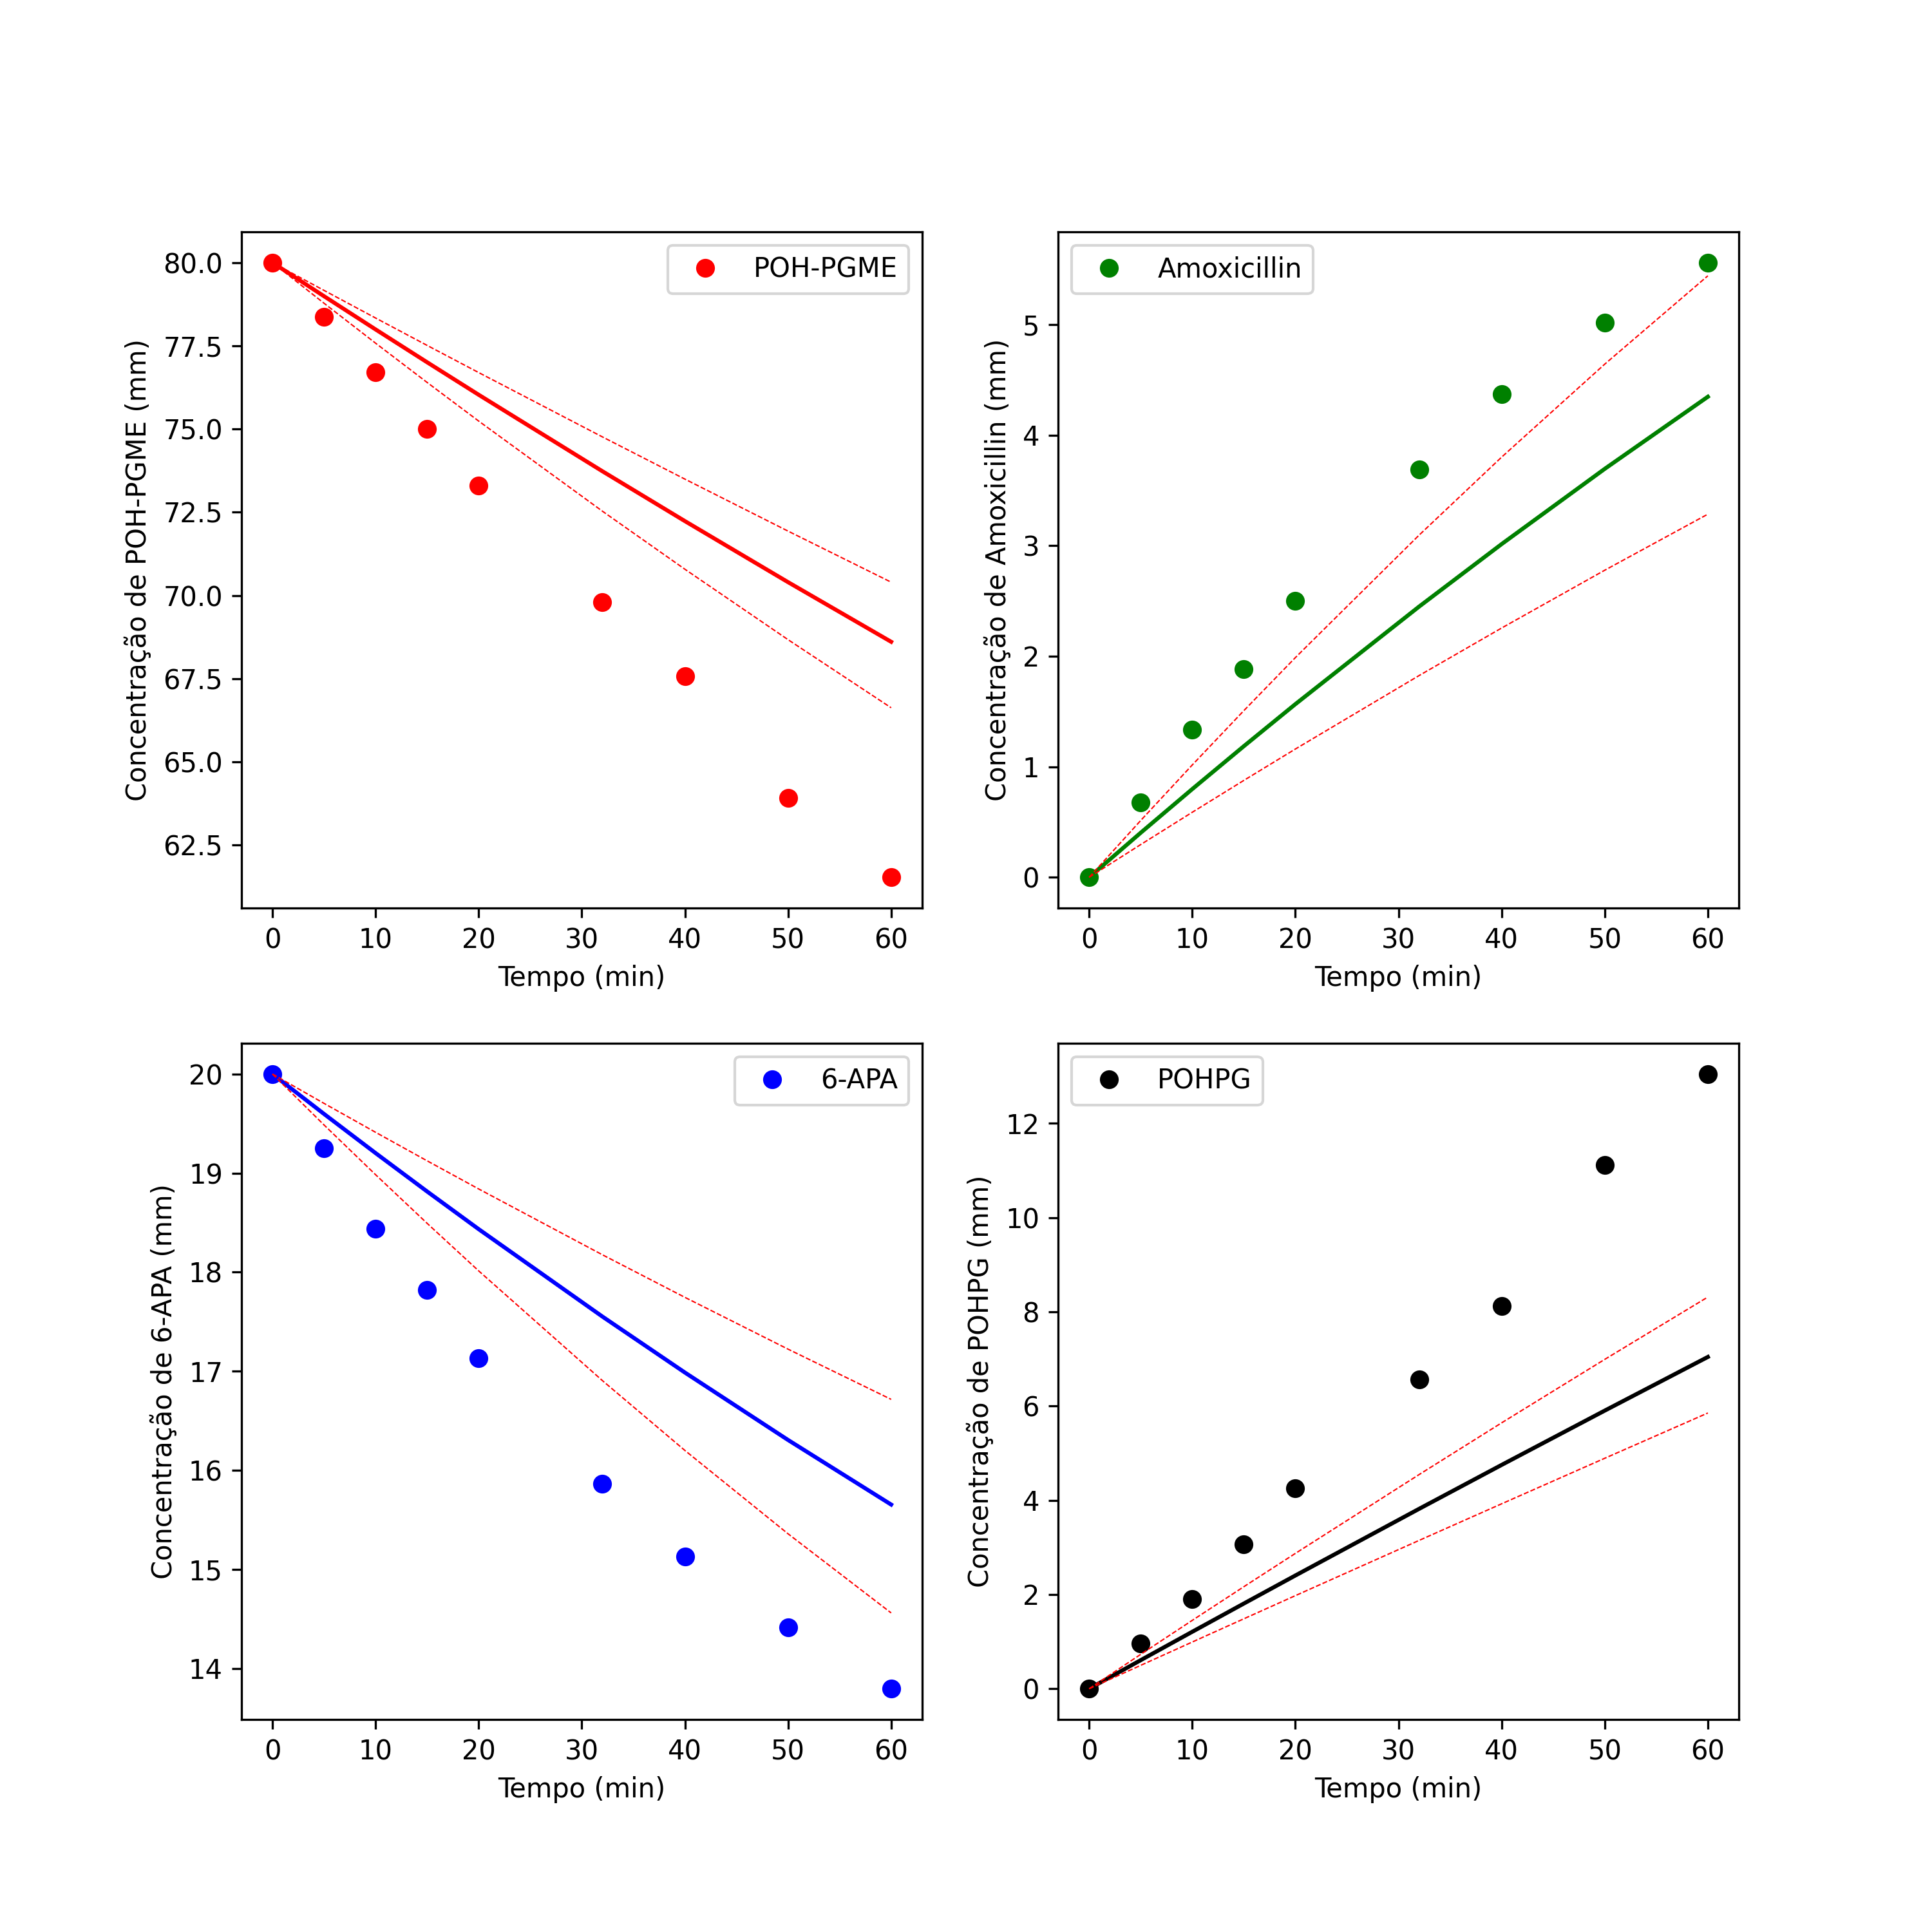 POH-PGME
Concentração de POH-PGME (mm)
80.0
77.5
75.0
72.5
70.0
67.5
65.0
62.5
0 10 20 30 40 50 60
Tempo (min)
Amoxicillin
Concentração de Amoxicillin (mm)
5
4
3
2
1
0
0 10 20 30 40 50 60
Tempo (min)
6-APA
Concentração de 6-APA (mm)
20
19
18
17
16
15
14
0 10 20 30 40 50 60
Tempo (min)
POHPG
Concentração de POHPG (mm)
12
10
8
6
4
2
0
0 10 20 30 40 50 60
Tempo (min)